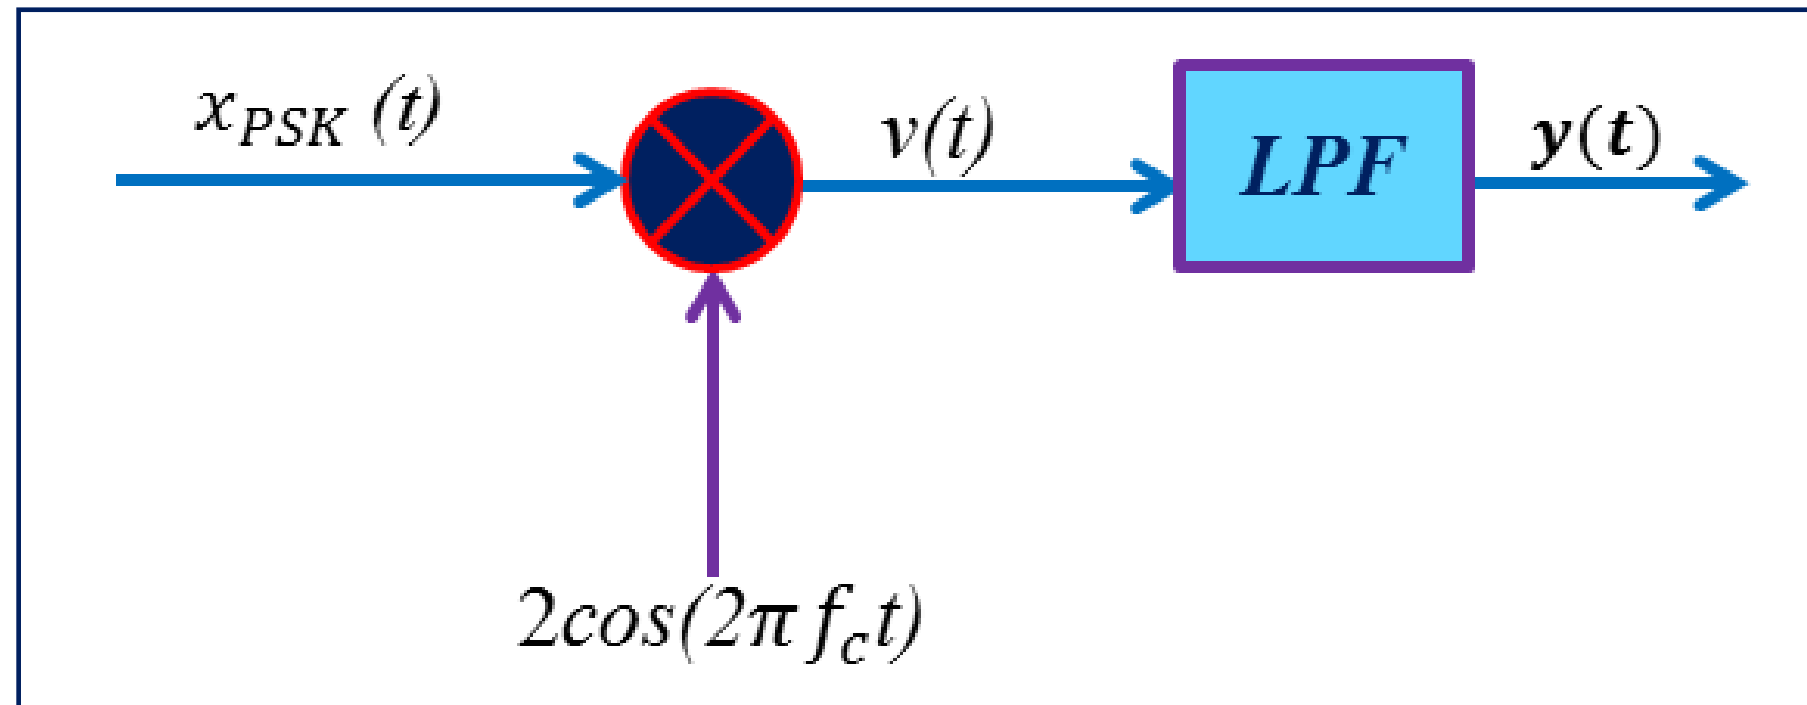 x_PSK (t)
v(t)
LPF
y(t)
2cos(2π f_c t)